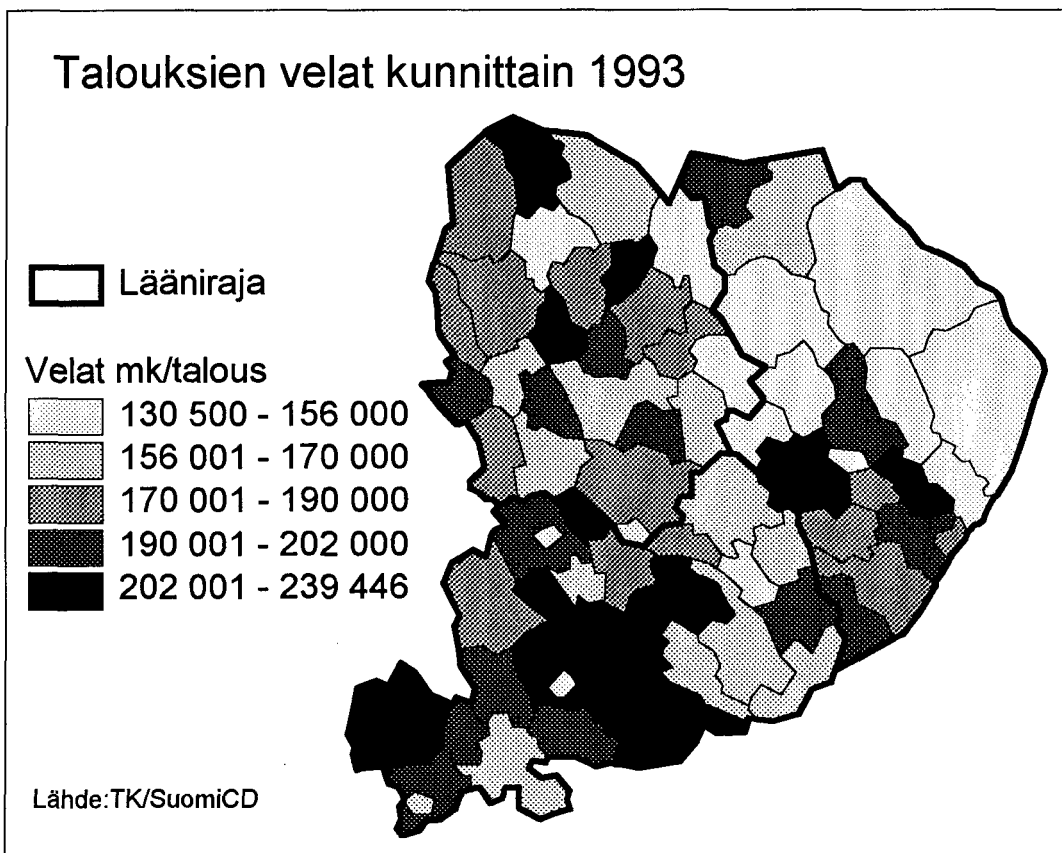 Talouksien velat kunnittain 1993
Lääniraja
Velat mk/talous
130 500 - 156 000
156 001 - 170 000
170 001 - 190 000
190 001 - 202 000
202 001 - 239 446
Lähde:TK/SuomiCD